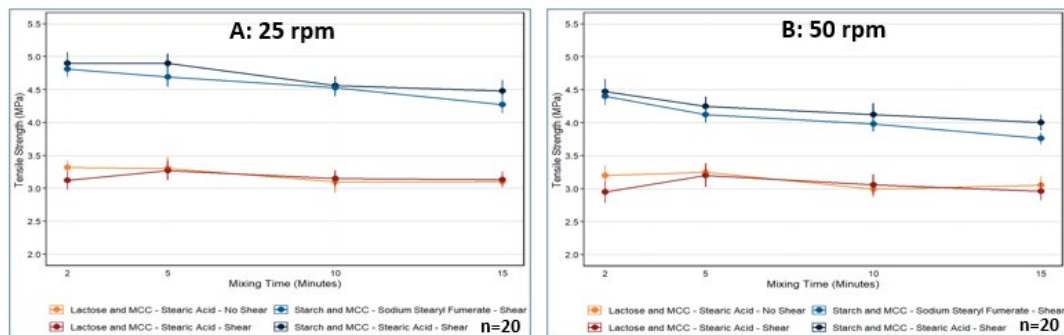 A: 25 rpm
Tensile Strength (MPa)
5.5
5.0
4.5
4.0
3.5
3.0
2.5
2.0
2
5
10
15
Mixing Time (Minutes)
Lactose and MCC - Stearic Acid - No Shear
Starch and MCC - Sodium Stearyl Fumerate - Shear
Lactose and MCC - Stearic Acid - Shear
Starch and MCC - Stearic Acid - Shear
n=20
B: 50 rpm
Tensile Strength (MPa)
5.5
5.0
4.5
4.0
3.5
3.0
2.5
2.0
2
5
10
15
Mixing Time (Minutes)
Lactose and MCC - Stearic Acid - No Shear
Starch and MCC - Sodium Stearyl Fumerate - She
Lactose and MCC - Stearic Acid - Shear
Starch and MCC - Stearic Acid - Shear
n=20